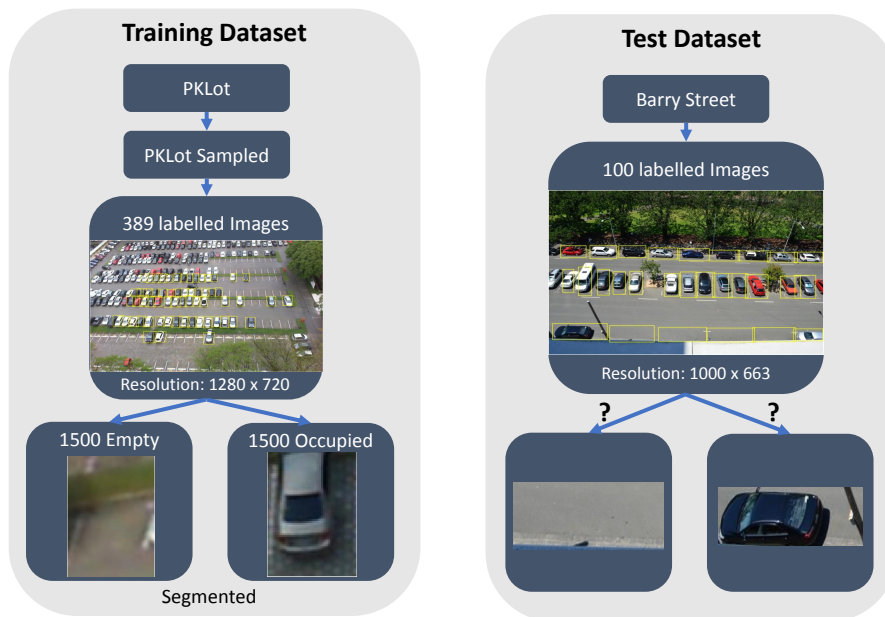 Training Dataset
PKLot
PKLot Sampled
389 labelled Images
Resolution: 1280 x 720
1500 Empty
1500 Occupied
Segmented
Test Dataset
Barry Street
100 labelled Images
Resolution: 1000 x 663
?
?